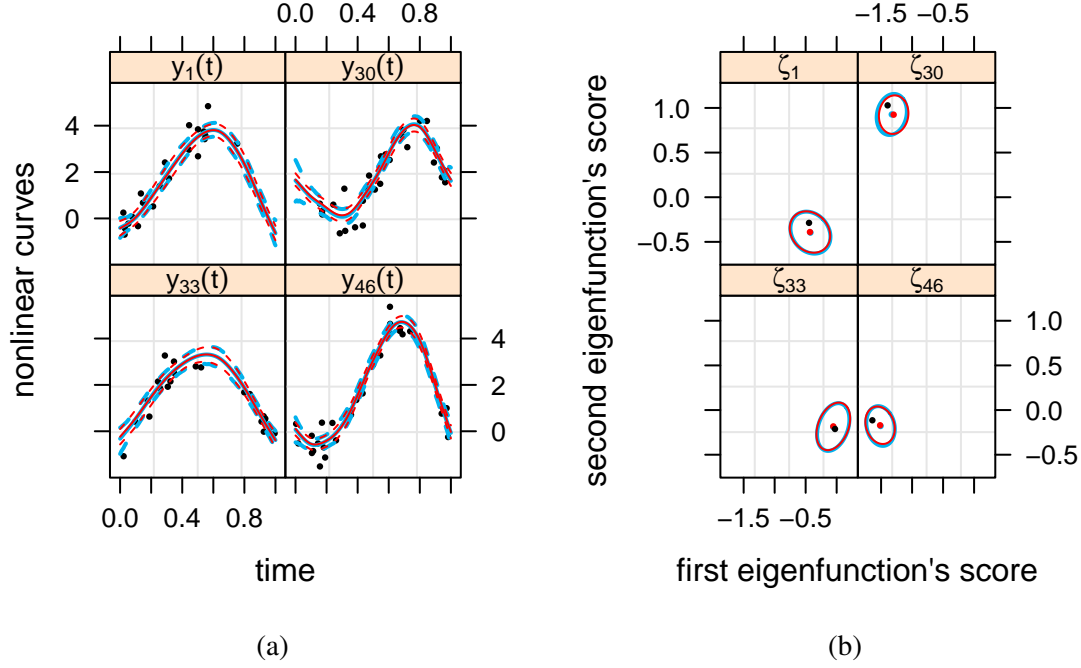 0.0 0.4 0.8
y1(t) y30(t)
4
2
0
y33(t) y46(t)
4
2
0
0.0 0.4 0.8
nonlinear curves
time
(a)
−1.5 −0.5
ζ1 ζ30
1.0
0.5
0.0
−0.5
ζ33 ζ46
1.0
0.5
0.0
−0.5
−1.5 −0.5
second eigenfunction's score
first eigenfunction's score
(b)